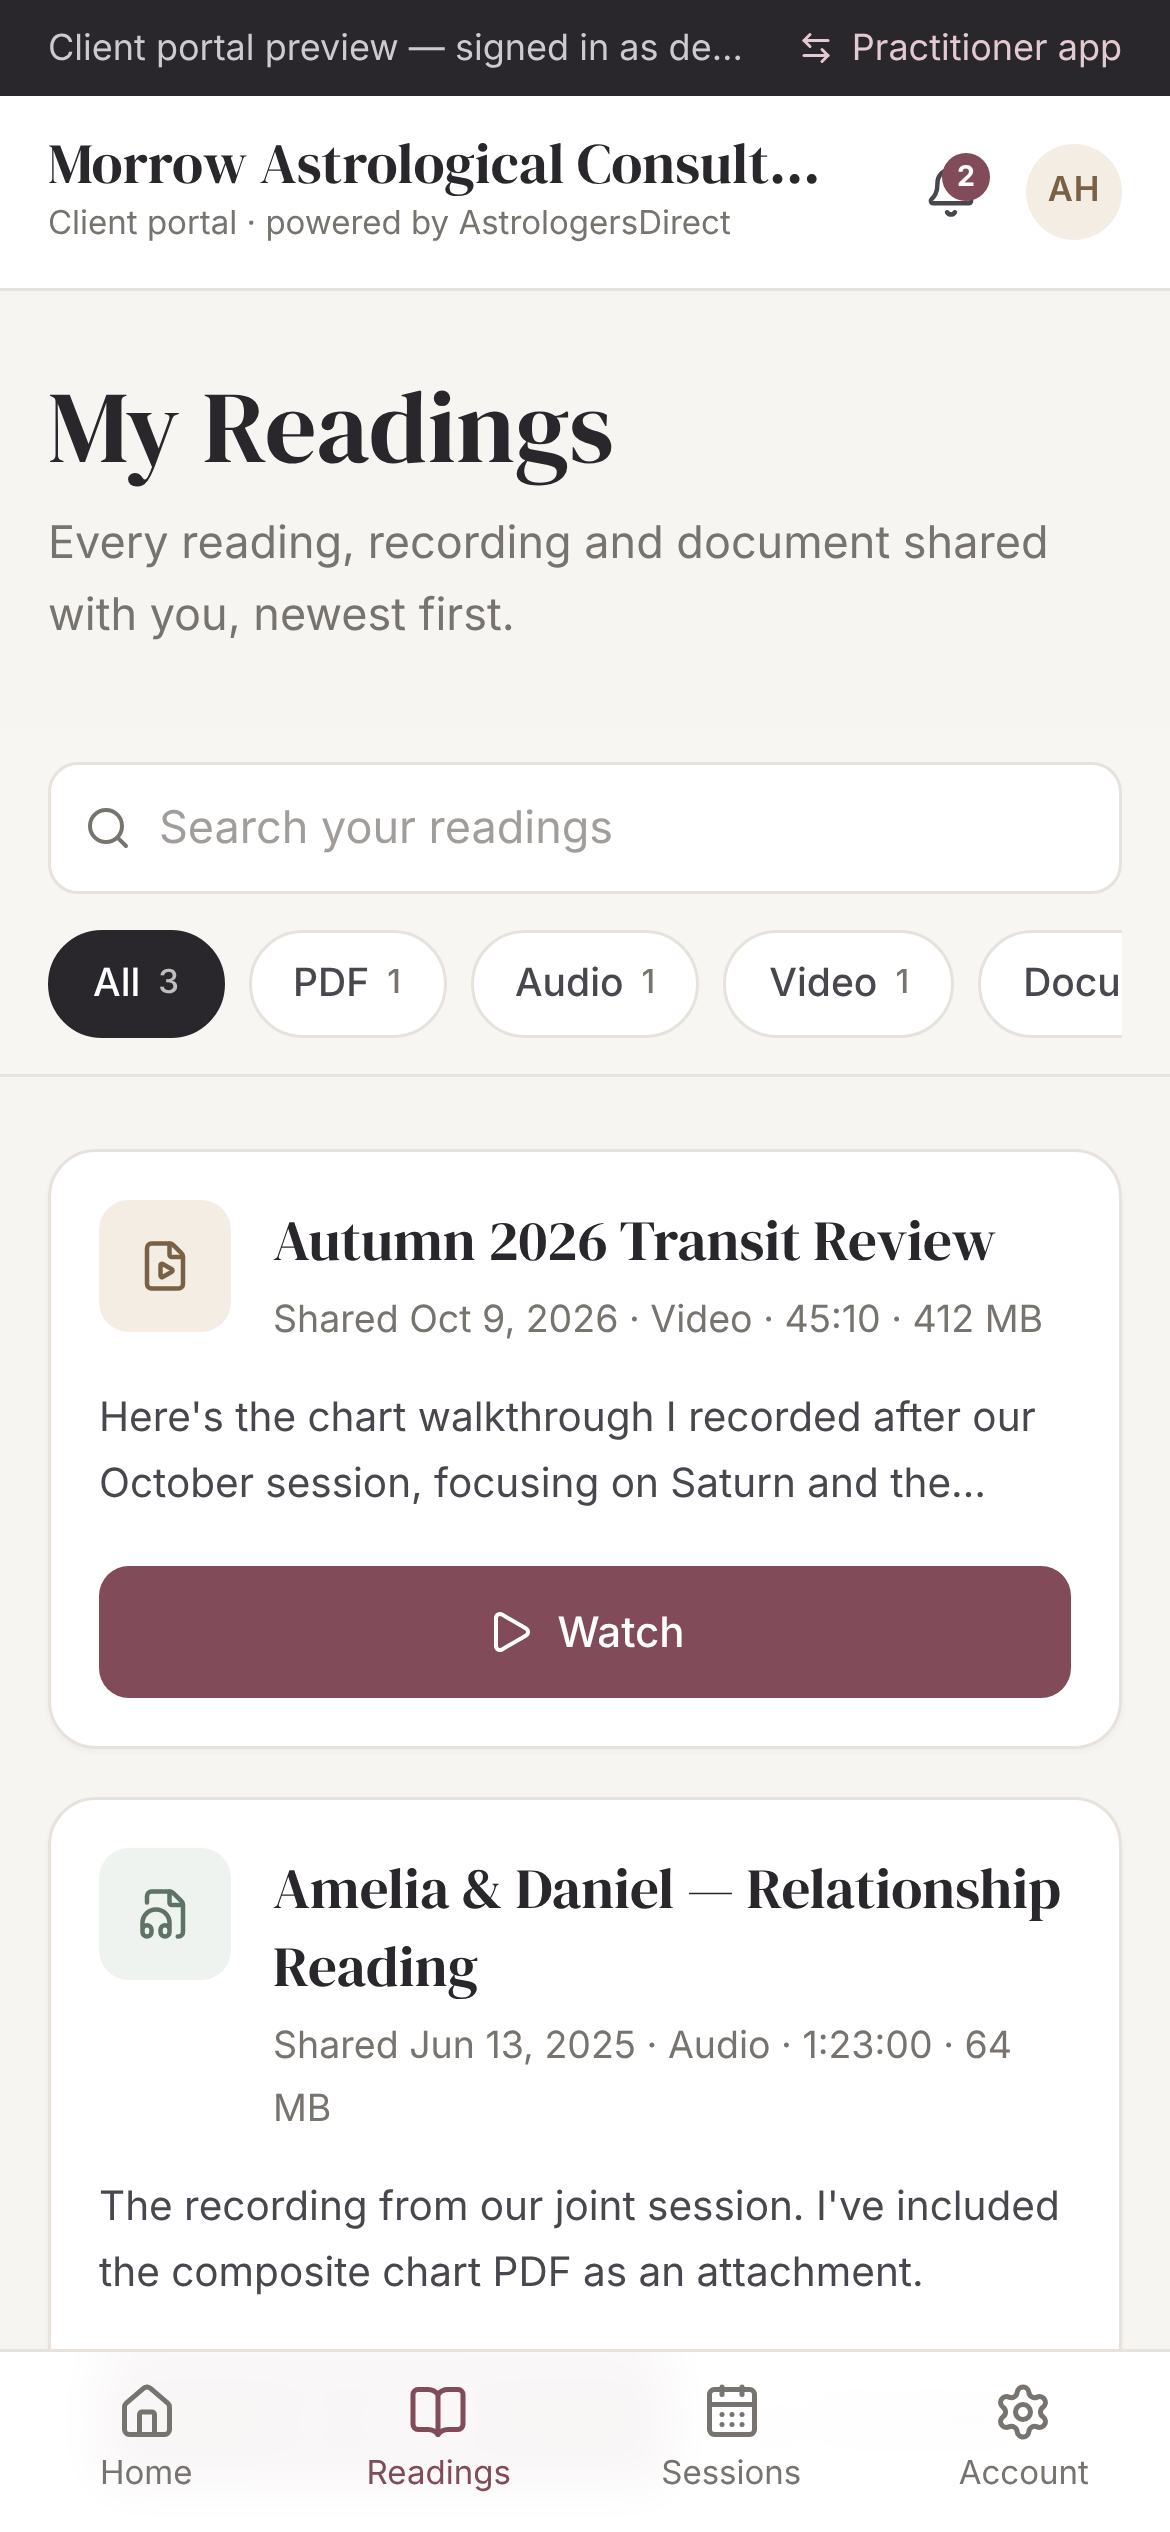 Client portal preview — signed in as de...
Practitioner app
Morrow Astrological Consult...
Client portal · powered by AstrologersDirect
2
AH
My Readings
Every reading, recording and document shared
with you, newest first.
Search your readings
All 3
PDF 1
Audio 1
Video 1
Docu
Autumn 2026 Transit Review
Shared Oct 9, 2026 · Video · 45:10 · 412 MB
Here's the chart walkthrough I recorded after our
October session, focusing on Saturn and the...
Watch
Amelia & Daniel — Relationship
Reading
Shared Jun 13, 2025 · Audio · 1:23:00 · 64
MB
The recording from our joint session. I've included
the composite chart PDF as an attachment.
Home
Readings
Sessions
Account